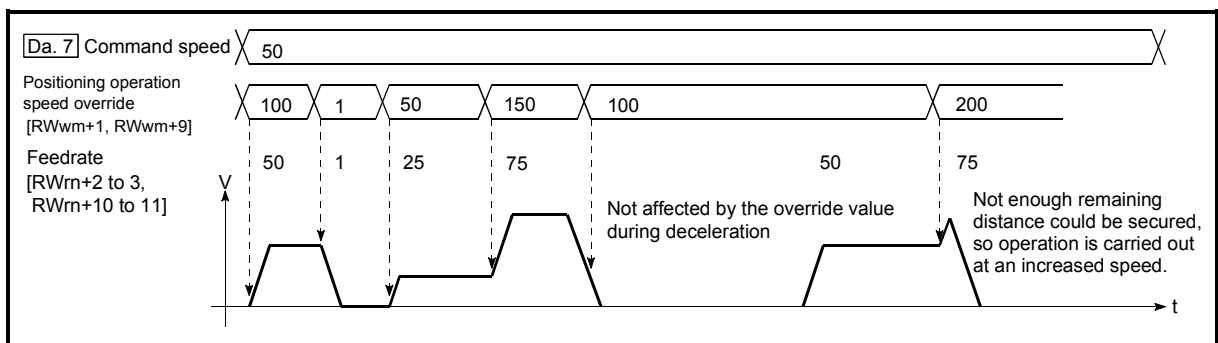 Da. 7 Command speed
50
Positioning operation
speed override
[RWwm+1, RWwm+9]
100 1 50 150 100 200
Feedrate
[RWrn+2 to 3,
RWrn+10 to 11]
50 1 25 75 50 75
V
Not affected by the override value
during deceleration
Not enough remaining
distance could be secured,
so operation is carried out
at an increased speed.
t